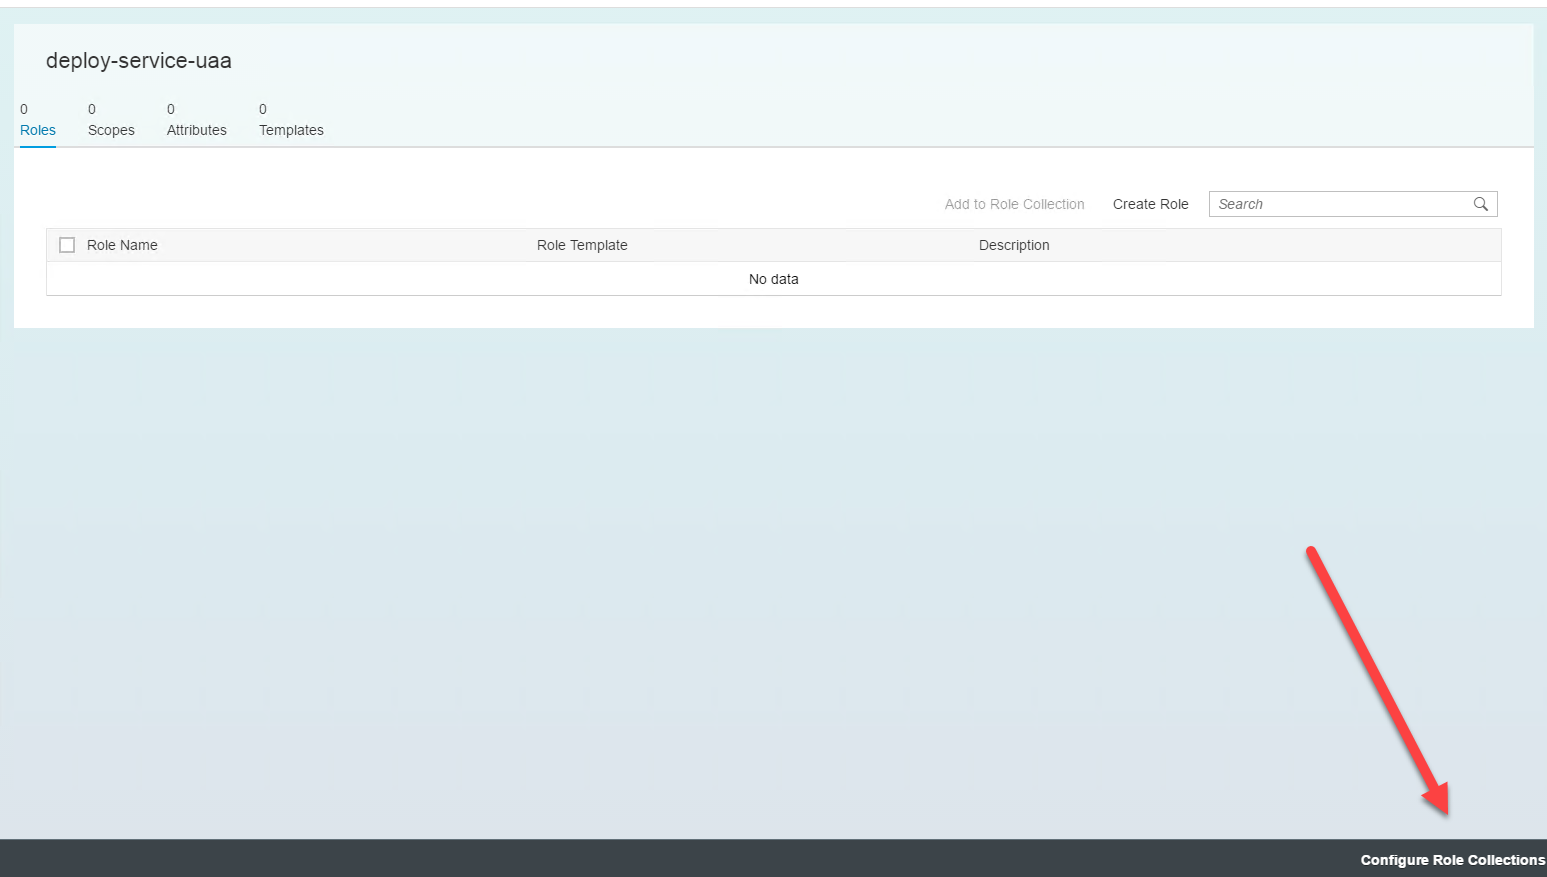 deploy-service-uaa
0 0 0 0
Roles Scopes Attributes Templates
Add to Role Collection Create Role Search
Role Name Role Template Description
No data
Configure Role Collections